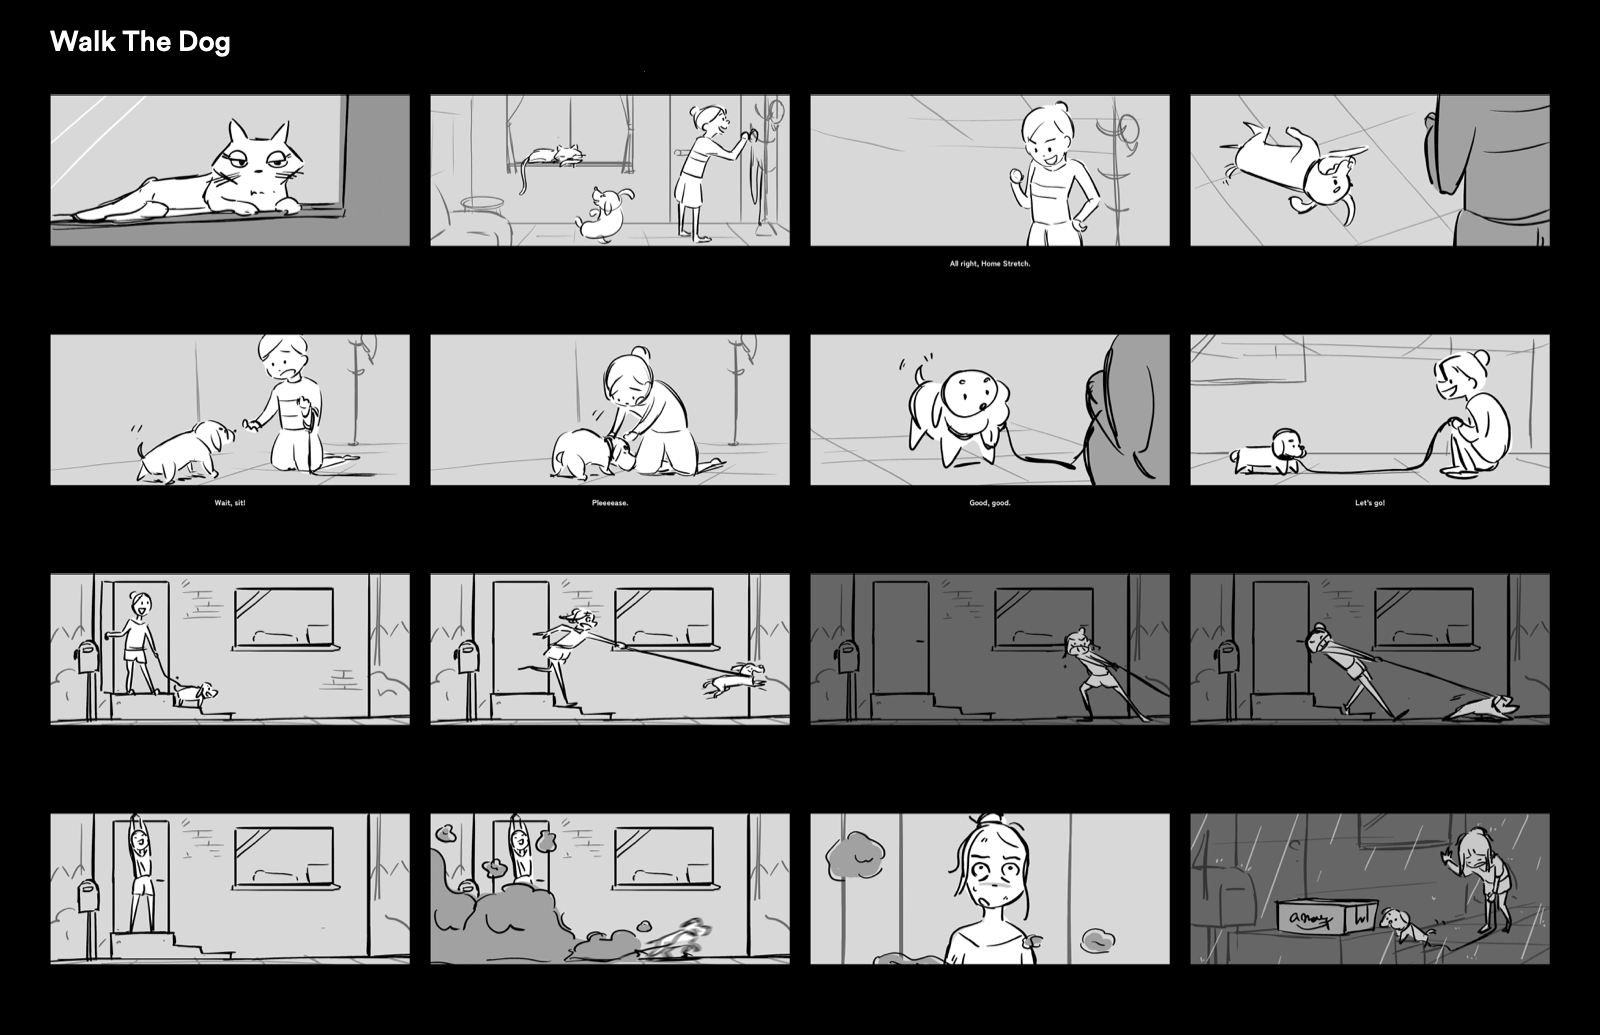 Walk The Dog
All right, Home Stretch.
Wait, sit!
Pleeeease.
Good, good.
Let's go!